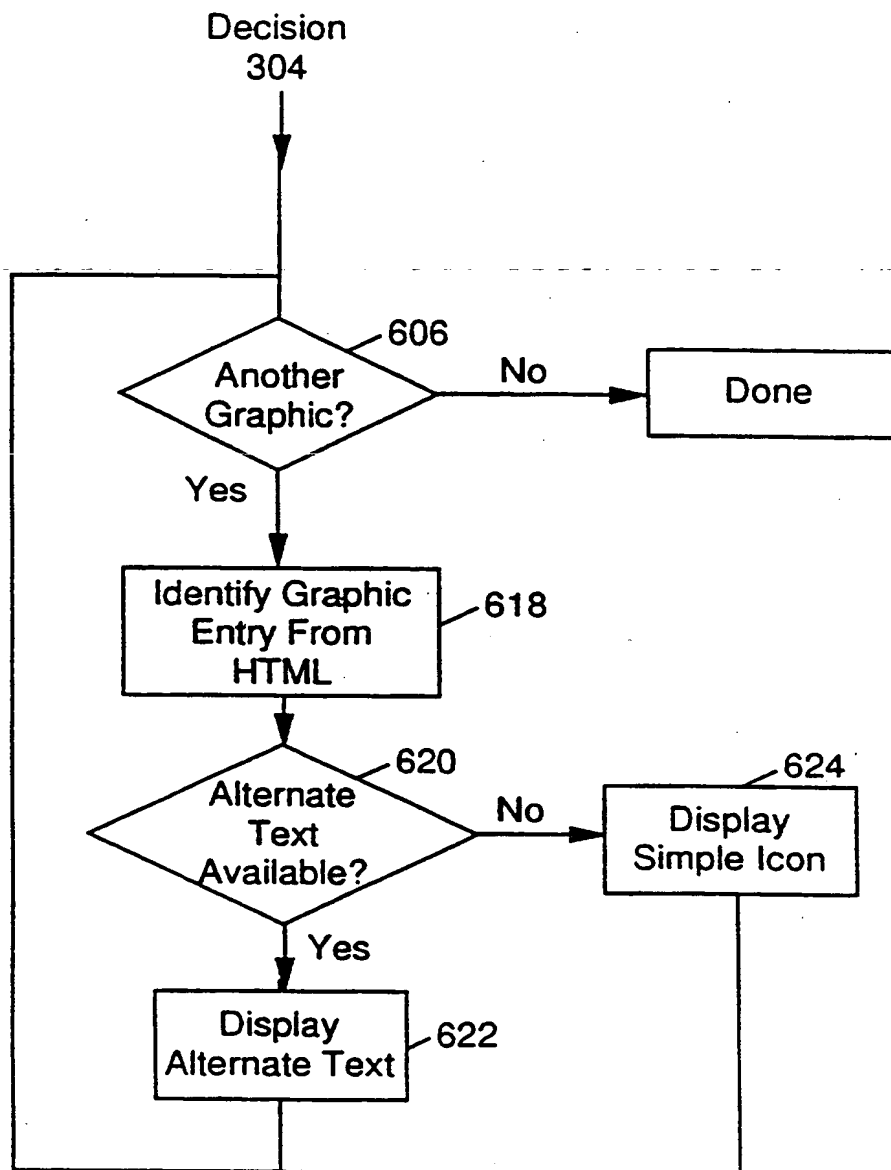 Decision
304
606
Another
Graphic?
No
Done
Yes
Identify Graphic
Entry From
HTML
618
620
Alternate
Text
Available?
No
624
Display
Simple Icon
Yes
Display
Alternate Text
622